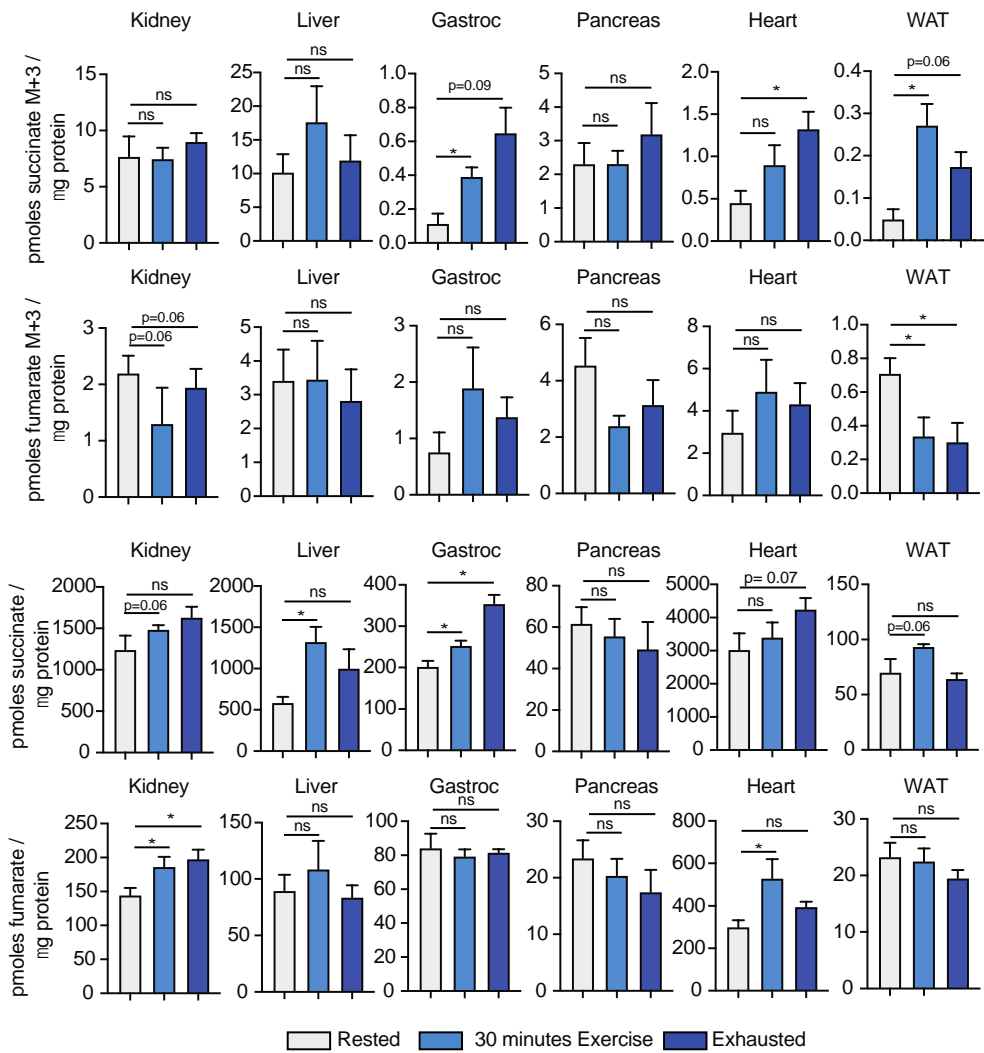 Kidney Liver Gastroc Pancreas Heart WAT
pmoles succinate M+3 /
mg protein
15 10 5 0
ns
ns
25 20 15 10 5 0
ns
ns
1.0 0.8 0.6 0.4 0.2 0.0
p=0.09
*
5 4 3 2 1 0
ns
ns
2.0 1.6 1.2 0.8 0.4 0.0
*
ns
0.4 0.3 0.2 0.1 0.0
p=0.06
*
Kidney Liver Gastroc Pancreas Heart WAT
pmoles fumarate M+3 /
mg protein
3 2 1 0
p=0.06
p=0.06
5 4 3 2 1 0
ns
ns
3 2 1 0
ns
ns
6 4 2 0
ns
ns
8 6 4 2 0
ns
ns
1.0 0.8 0.6 0.4 0.2 0.0
*
*
Kidney Liver Gastroc Pancreas Heart WAT
pmoles succinate /
mg protein
2000 1500 1000 500 0
ns
p=0.06
2000 1500 1000 500 0
ns
*
400 300 200 100 0
*
*
80 60 40 20 0
ns
ns
5000 4000 3000 2000 1000 0
p= 0.07
ns
150 100 50 0
ns
p=0.06
Kidney Liver Gastroc Pancreas Heart WAT
pmoles fumarate /
mg protein
250 200 150 100 50 0
*
*
150 100 50 0
ns
ns
100 80 60 40 20 0
ns
ns
30 20 10 0
ns
ns
800 600 400 200 0
ns
*
30 20 10 0
ns
ns
Rested 30 minutes Exercise Exhausted